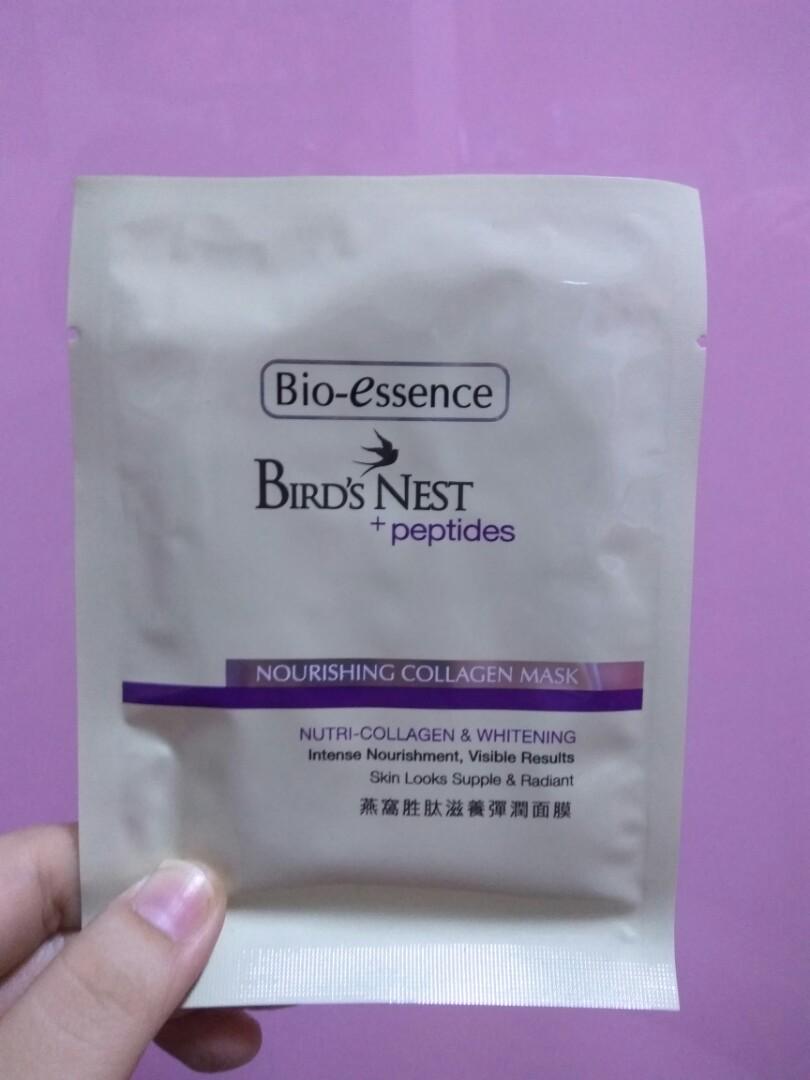 Bio-essence
BIRD'S NEST
+peptides
NOURISHING COLLAGEN MASK
NUTRI-COLLAGEN & WHITENING
Intense Nourishment, Visible Results
Skin Looks Supple & Radiant
燕窩胜肽滋養彈潤面膜